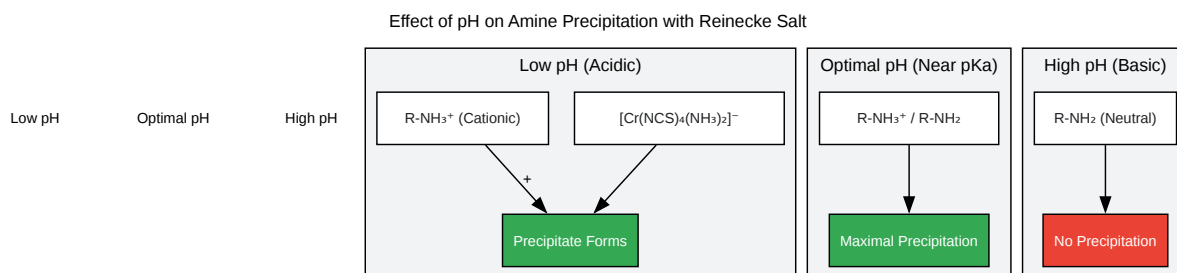 Effect of pH on Amine Precipitation with Reinecke Salt
Low pH
Optimal pH
High pH
Low pH (Acidic)
R-NH₃⁺ (Cationic)
[Cr(NCS)₄(NH₃)₂]⁻
+
Precipitate Forms
Optimal pH (Near pKa)
R-NH₃⁺ / R-NH₂
Maximal Precipitation
High pH (Basic)
R-NH₂ (Neutral)
No Precipitation